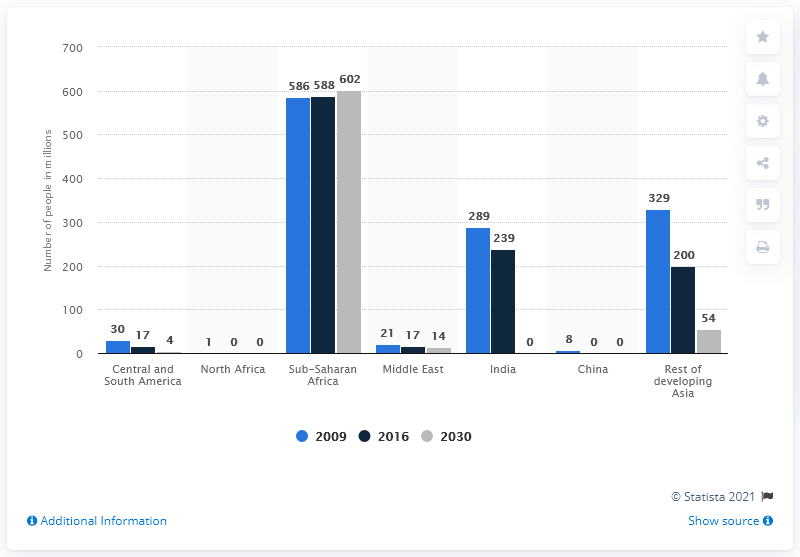 Number of people in millions
700
600
500
400
300
200
100
0
30 17 4
1 0 0
586 588 602
21 17 14
289 239 0
8 0 0
329 200 54
Central and
South America
North Africa
Sub-Saharan
Africa
Middle East
India
China
Rest of
developing
Asia
2009 2016 2030
© Statista 2021
Additional Information
Show source